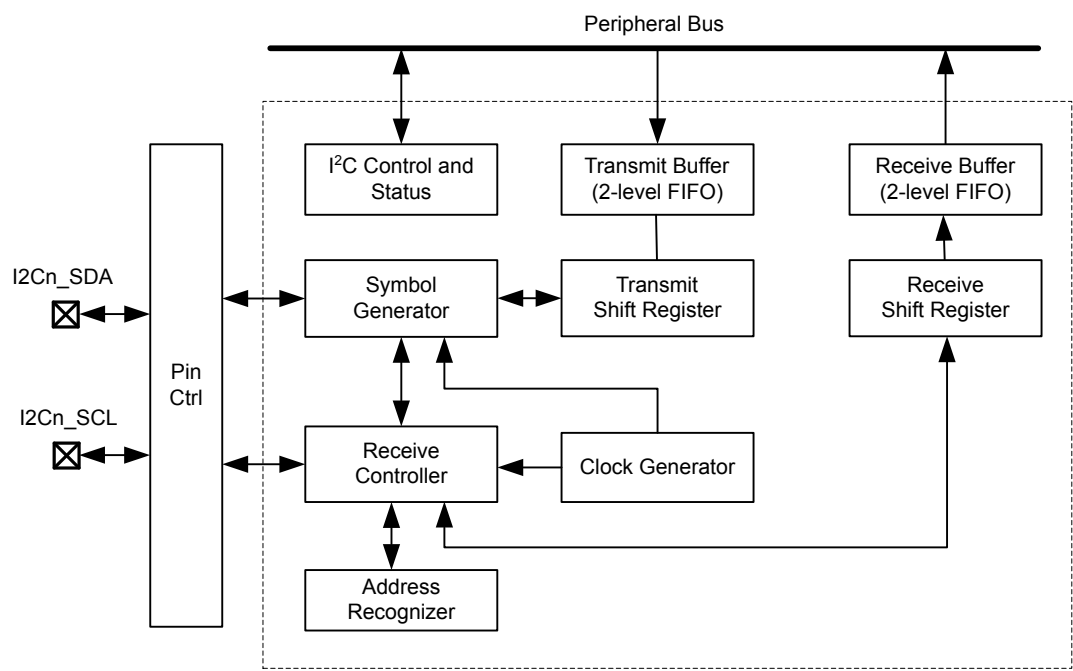 Peripheral Bus
I²C Control and
Status
Transmit Buffer
(2-level FIFO)
Receive Buffer
(2-level FIFO)
I2Cn_SDA
Symbol
Generator
Transmit
Shift Register
Receive
Shift Register
Pin
Ctrl
I2Cn_SCL
Receive
Controller
Clock Generator
Address
Recognizer